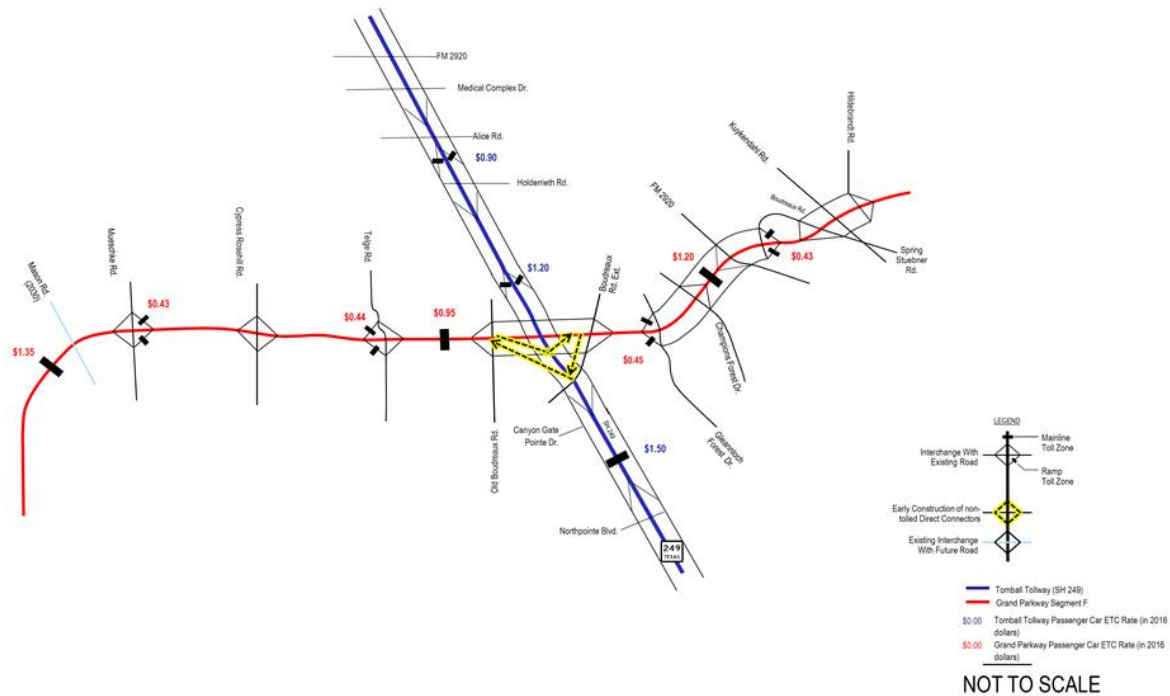 FM 2920
Medical Complex Dr.
Alice Rd.
$0.90
Holderrieth Rd.
$1.20
Hildebrandt Rd.
Kuykendahl Rd.
FM 2920
Boudreaux Rd.
Spring
Stuebner
Rd.
$1.20
$0.43
Mueschke Rd.
Cypress Rosehill Rd.
Telge Rd.
Boudreaux
Rd. Ext.
Mason Rd.
(2030)
$0.43
$0.44
$0.95
$1.35
$0.45
Champions Forest Dr.
Gleannloch
Forest Dr.
Old Boudreaux Rd.
Canyon Gate
Pointe Dr.
SH 249
$1.50
Northpointe Blvd.
249
TEXAS
LEGEND
Mainline
Toll Zone
Interchange With
Existing Road
Ramp
Toll Zone
Early Construction of non-
tolled Direct Connectors
Existing Interchange
With Future Road
Tomball Tollway (SH 249)
Grand Parkway Segment F
$0.00 Tomball Tollway Passenger Car ETC Rate (in 2016
dollars)
$0.00 Grand Parkway Passenger Car ETC Rate (in 2016
dollars)
NOT TO SCALE